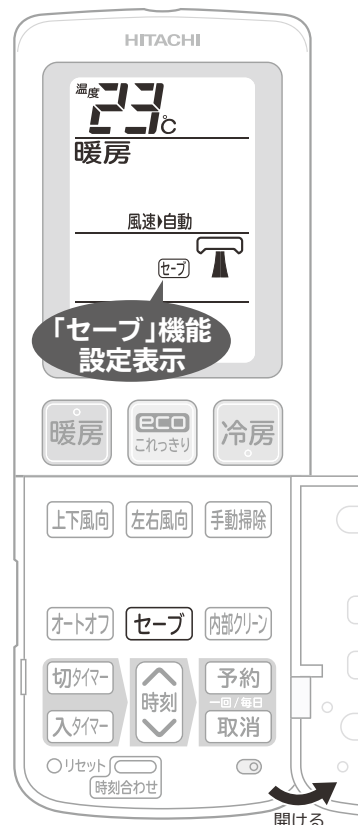 HITACHI
温度 23℃
暖房
風速▶自動
セーブ
「セーブ」機能
設定表示
暖房 eco これっきり 冷房
上下風向 左右風向 手動掃除
オートオフ セーブ 内部クリーン
切タイマー 時刻 予約
一回/毎日
入タイマー 取消
リセット
時刻合わせ
開ける